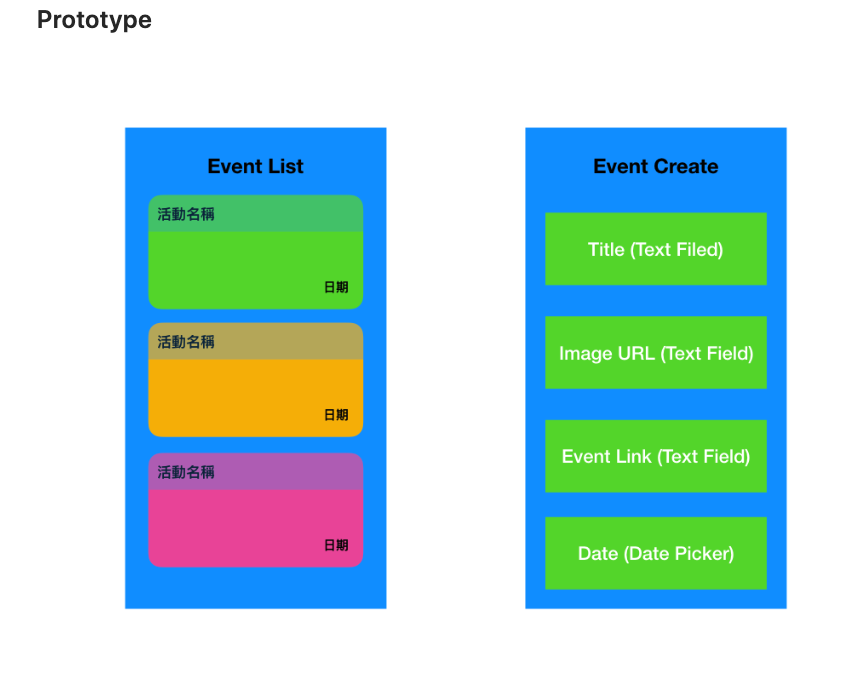 Prototype
Event List
活動名稱
日期
活動名稱
日期
活動名稱
日期
Event Create
Title (Text Filed)
Image URL (Text Field)
Event Link (Text Field)
Date (Date Picker)